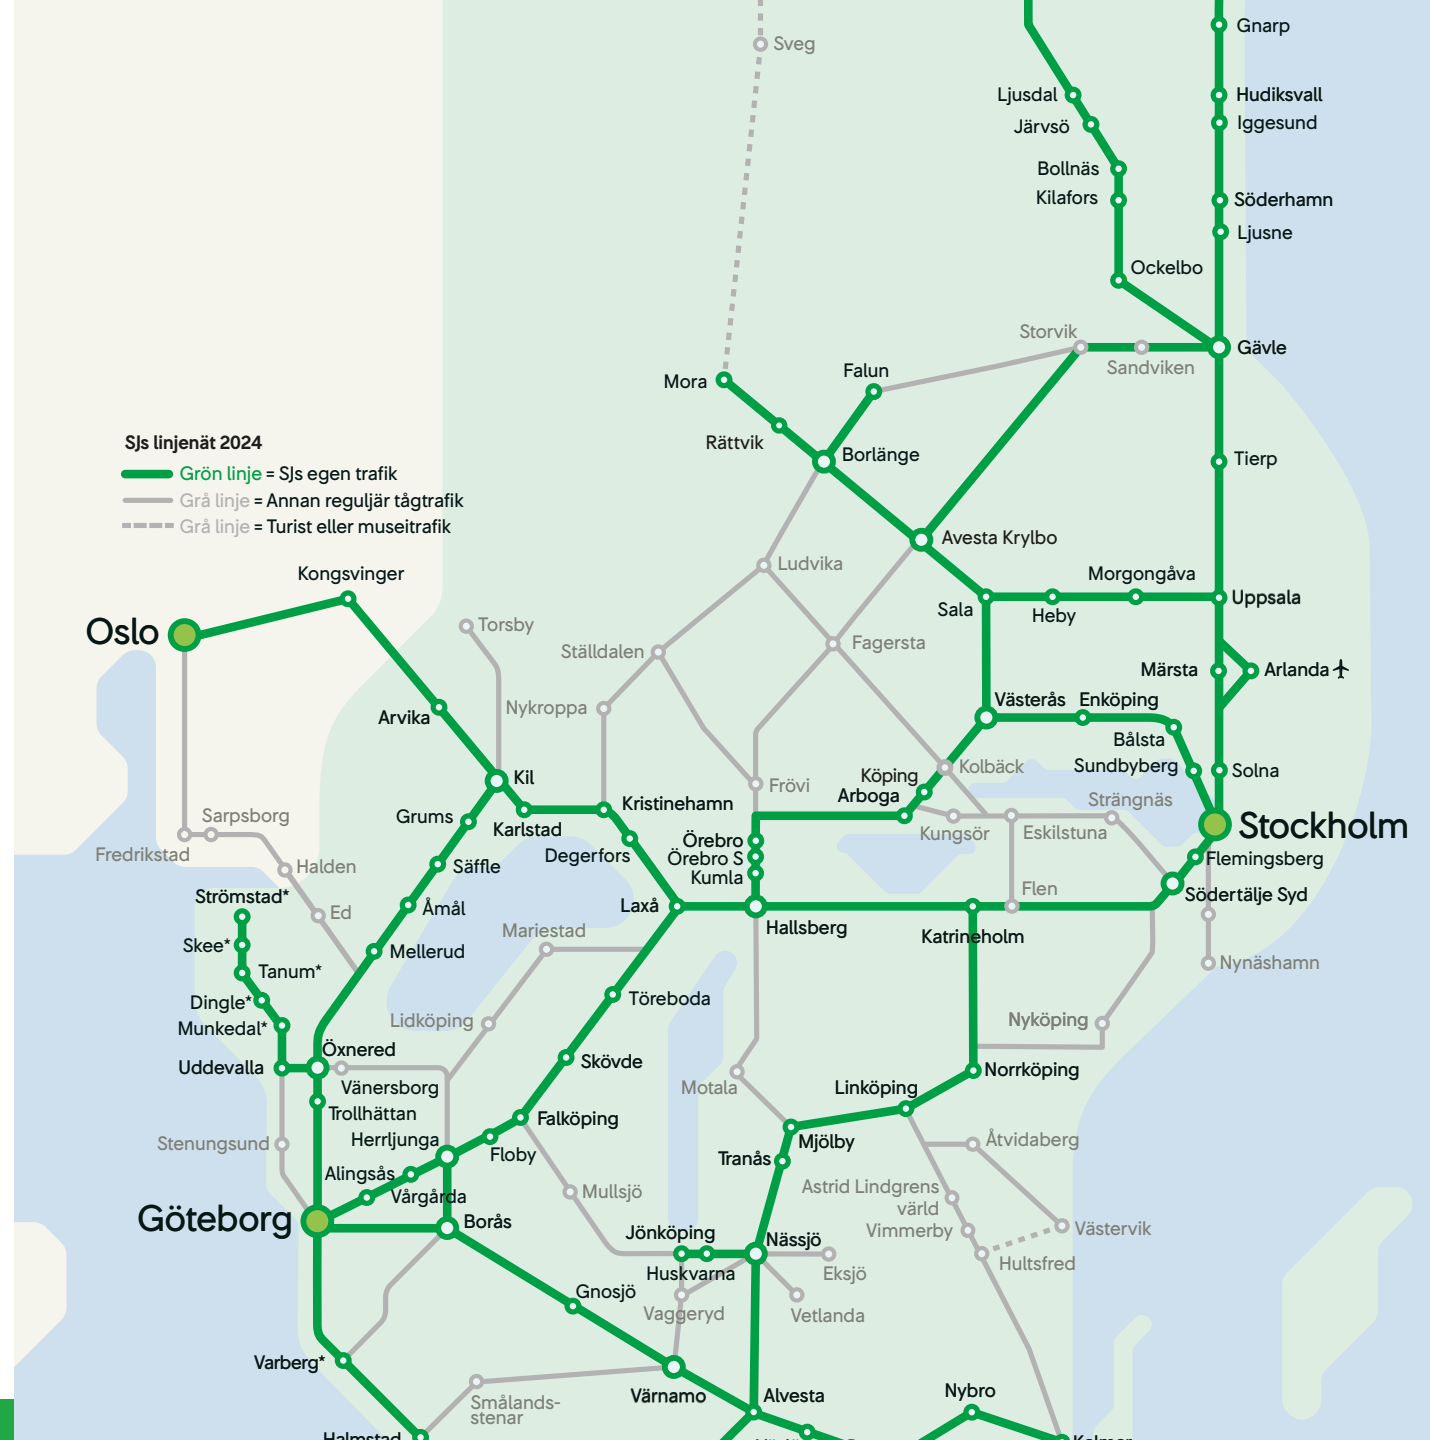 Gnarp
Sveg
Ljusdal
Hudiksvall
Järvsö
Iggesund
Bollnäs
Kilafors
Söderhamn
Ljusne
Ockelbo
Storvik
Gävle
Sandviken
Falun
Mora
Rättvik
Borlänge
Tierp
SJs linjenät 2024
Grön linje = SJs egen trafik
Grå linje = Annan reguljär tågtrafik
Grå linje = Turist eller museitrafik
Avesta Krylbo
Ludvika
Kongsvinger
Morgongåva
Uppsala
Sala
Heby
Oslo
Torsby
Ställdalen
Fagersta
Märsta
Arlanda
Arvika
Nykroppa
Västerås
Enköping
Bålsta
Kil
Frövi
Köping
Kolbäck
Sundbyberg
Solna
Arboga
Strängnäs
Kristinehamn
Sarpsborg
Grums
Karlstad
Kungsör
Eskilstuna
Stockholm
Fredrikstad
Degerfors
Örebro
Örebro S
Flemingsberg
Halden
Säffle
Kumla
Flen
Södertälje Syd
Strömstad*
Ed
Åmål
Laxå
Hallsberg
Katrineholm
Mariestad
Skee*
Mellerud
Nynäshamn
Tanum*
Dingle*
Töreboda
Lidköping
Nyköping
Munkedal*
Öxnered
Uddevalla
Skövde
Norrköping
Vänersborg
Motala
Linköping
Trollhättan
Falköping
Herrljunga
Mjölby
Åtvidaberg
Stenungsund
Floby
Tranås
Alingsås
Vårgårda
Mullsjö
Astrid Lindgrens
värld
Göteborg
Borås
Vimmerby
Västervik
Jönköping
Nässjö
Huskvarna
Eksjö
Hultsfred
Gnosjö
Vaggeryd
Vetlanda
Varberg*
Värnamo
Alvesta
Nybro
Smålands-
stenar
Halmstad
Kalmar